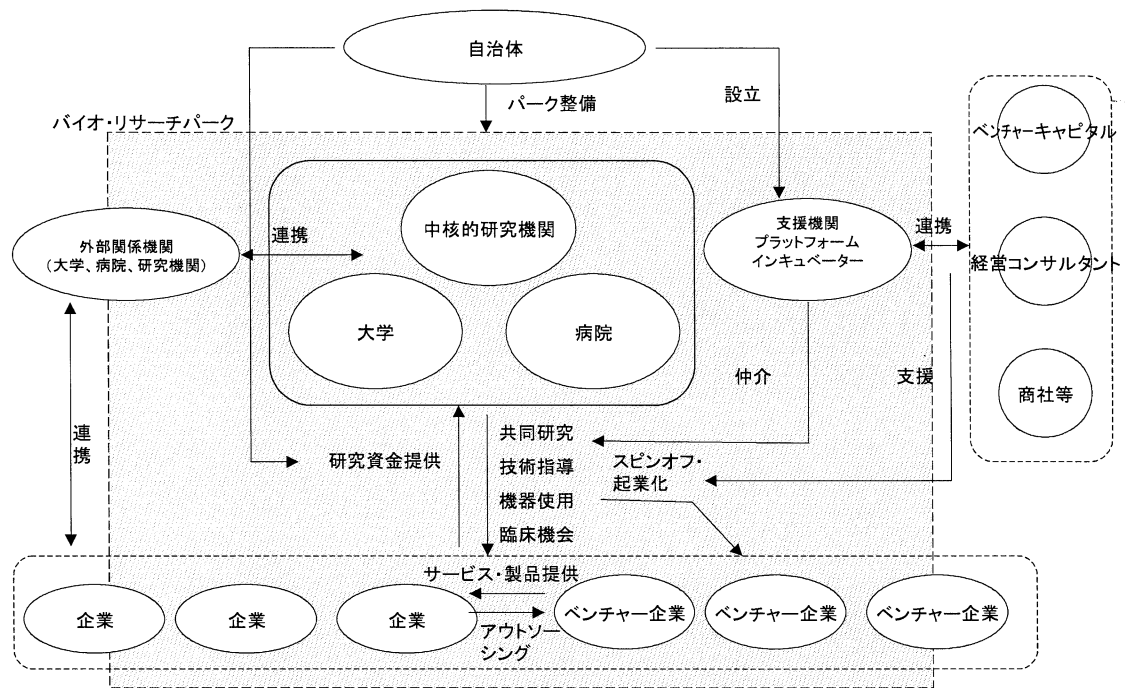 自治体
パーク整備
設立
バイオ・リサーチパーク
ベンチャーキャピタル
中核的研究機関
支援機関
プラットフォーム
インキュベーター
連携
外部関係機関
（大学、病院、研究機関）
連携
経営コンサルタント
大学
病院
仲介
支援
商社等
連携
研究資金提供
共同研究
技術指導
機器使用
臨床機会
スピンオフ・
起業化
サービス・製品提供
企業
企業
企業
アウトソー
シング
ベンチャー企業
ベンチャー企業
ベンチャー企業